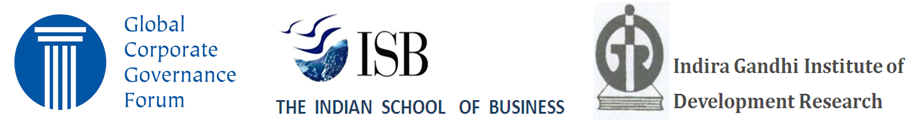 Global
Corporate
Governance
Forum
ISB
THE INDIAN SCHOOL OF BUSINESS
Indira Gandhi Institute of
Development Research